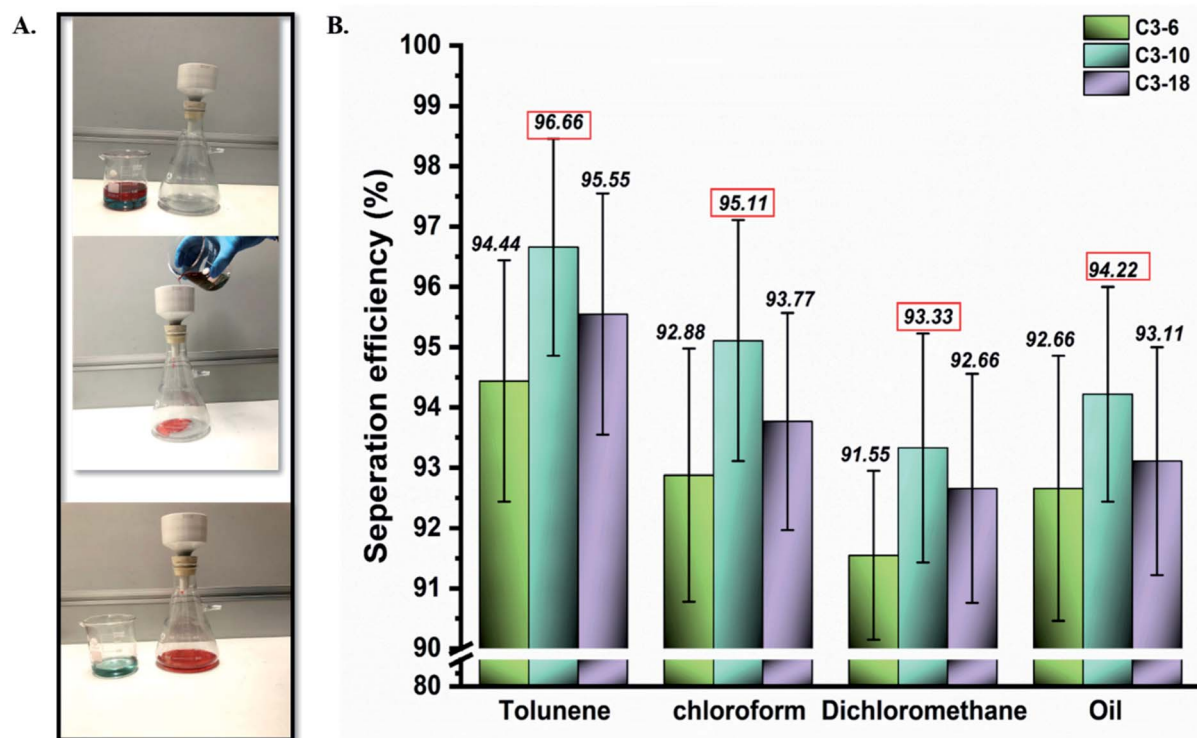 A.
B.
C3-6
C3-10
C3-18
Seperation efficiency (%)
100
99
98
97
96
95
94
93
92
91
90
80
94.44
96.66
95.55
92.88
95.11
93.77
91.55
93.33
92.66
92.66
94.22
93.11
Tolunene
chloroform
Dichloromethane
Oil